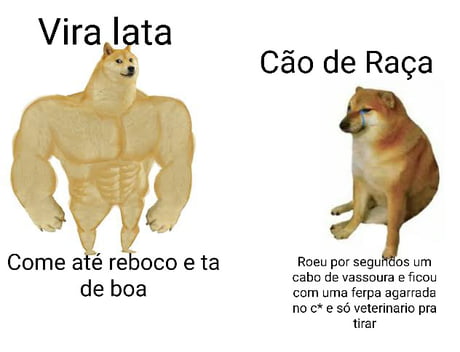 Vira lata
Cão de Raça
Come até reboco e ta
de boa
Roeu por segundos um
cabo de vassoura e ficou
com uma ferpa agarrada
no c* e só veterinario pra
tirar